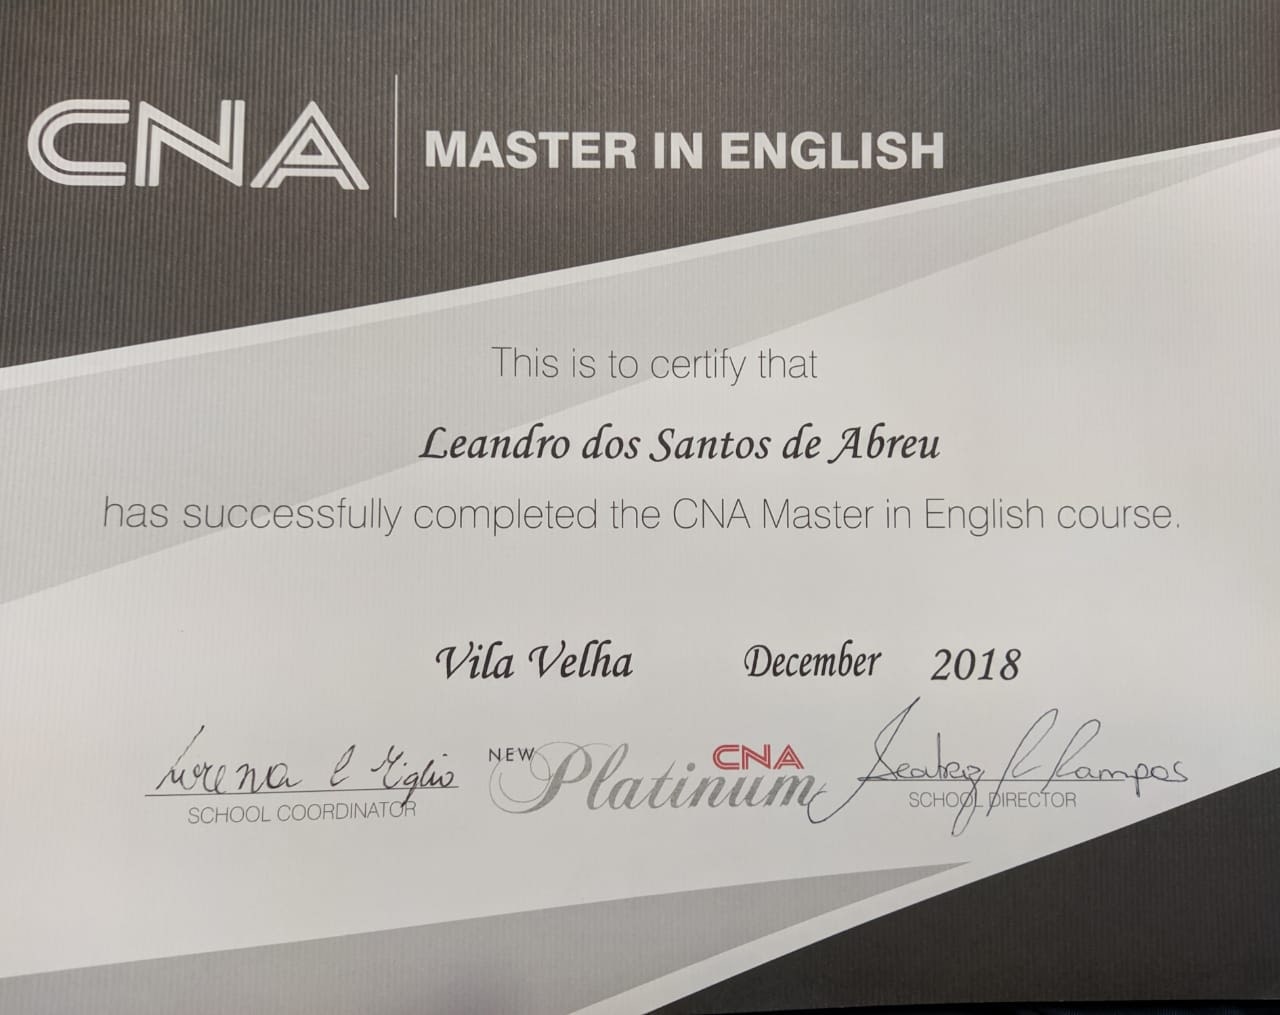 CNA MASTER IN ENGLISH
This is to certify that
Leandro dos Santos de Abreu
has successfully completed the CNA Master in English course.
Vila Velha December 2018
Lorena C Miglio
SCHOOL COORDINATOR
NEW Platinum CNA
Beatriz Campos
SCHOOL DIRECTOR